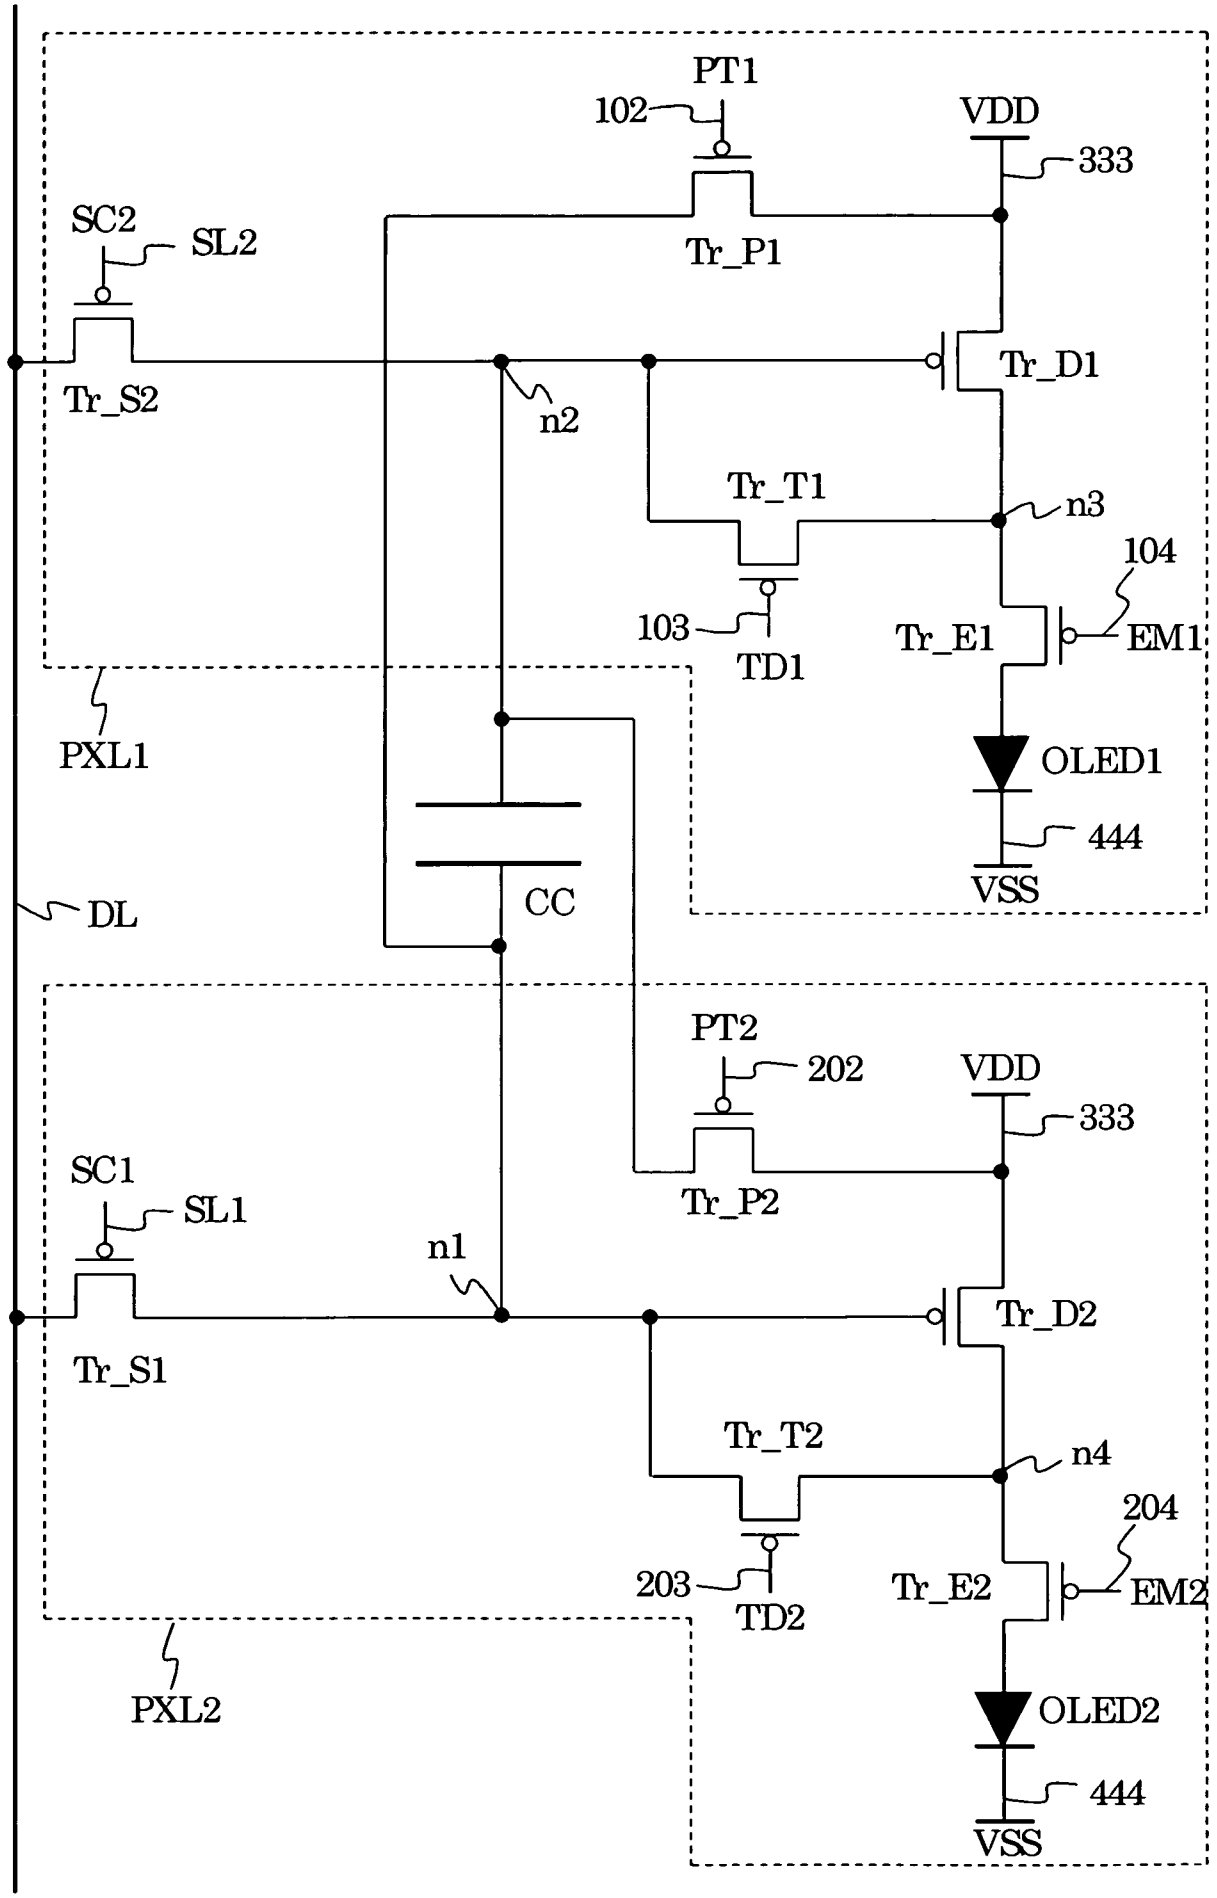 PT1
102
VDD
333
SC2
SL2
Tr_P1
Tr_D1
Tr_S2
n2
Tr_T1
n3
104
103
Tr_E1
EM1
TD1
PXL1
OLED1
444
VSS
CC
DL
PT2
202
VDD
333
SC1
SL1
Tr_P2
n1
Tr_D2
Tr_S1
Tr_T2
n4
204
203
Tr_E2
EM2
TD2
PXL2
OLED2
444
VSS